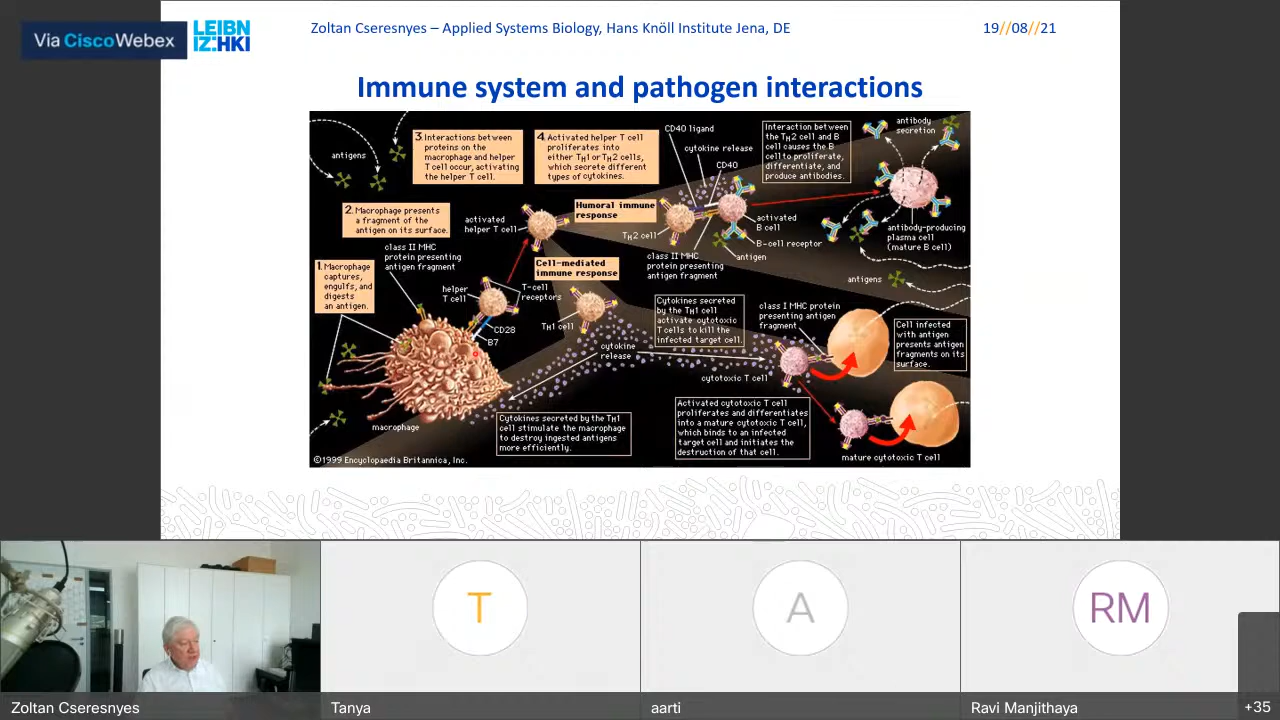 Via Cisco Webex
LEIBN
IZ:HKI
Zoltan Cseresnyes – Applied Systems Biology, Hans Knöll Institute Jena, DE
19//08//21
Immune system and pathogen interactions
antigens
3. Interactions between
proteins on the
macrophage and helper
T cell occur, activating
the helper T cell.
4. Activated helper T cell
proliferates into
either TH1 or TH2 cells,
which secrete different
types of cytokines.
CD40 ligand
cytokine release
CD40
Interaction between
the TH2 cell and B
cell causes the B
cell to proliferate,
differentiate, and
produce antibodies.
antibody
secretion
2. Macrophage presents
a fragment of the
antigen on its surface.
activated
helper T cell
Humoral immune
response
TH2 cell
activated
B cell
B-cell receptor
antigen
antibody-producing
plasma cell
(mature B cell)
class II MHC
protein presenting
antigen fragment
class II MHC
protein presenting
antigen fragment
Cell-mediated
immune response
antigens
1. Macrophage
captures,
engulfs, and
digests
an antigen.
helper
T cell
T-cell
receptors
CD28
B7
TH1 cell
cytokine
release
Cytokines secreted
by the TH1 cell
activate cytotoxic
T cells to kill the
infected target cell.
class I MHC protein
presenting antigen
fragment
Cell infected
with antigen
presents antigen
fragments on its
surface.
cytotoxic T cell
macrophage
Cytokines secreted by the TH1
cell stimulate the macrophage
to destroy ingested antigens
more efficiently.
Activated cytotoxic T cell
proliferates and differentiates
into a mature cytotoxic T cell,
which binds to an infected
target cell and initiates the
destruction of that cell.
mature cytotoxic T cell
©1999 Encyclopaedia Britannica, Inc.
T
A
RM
Zoltan Cseresnyes
Tanya
aarti
Ravi Manjithaya
+35